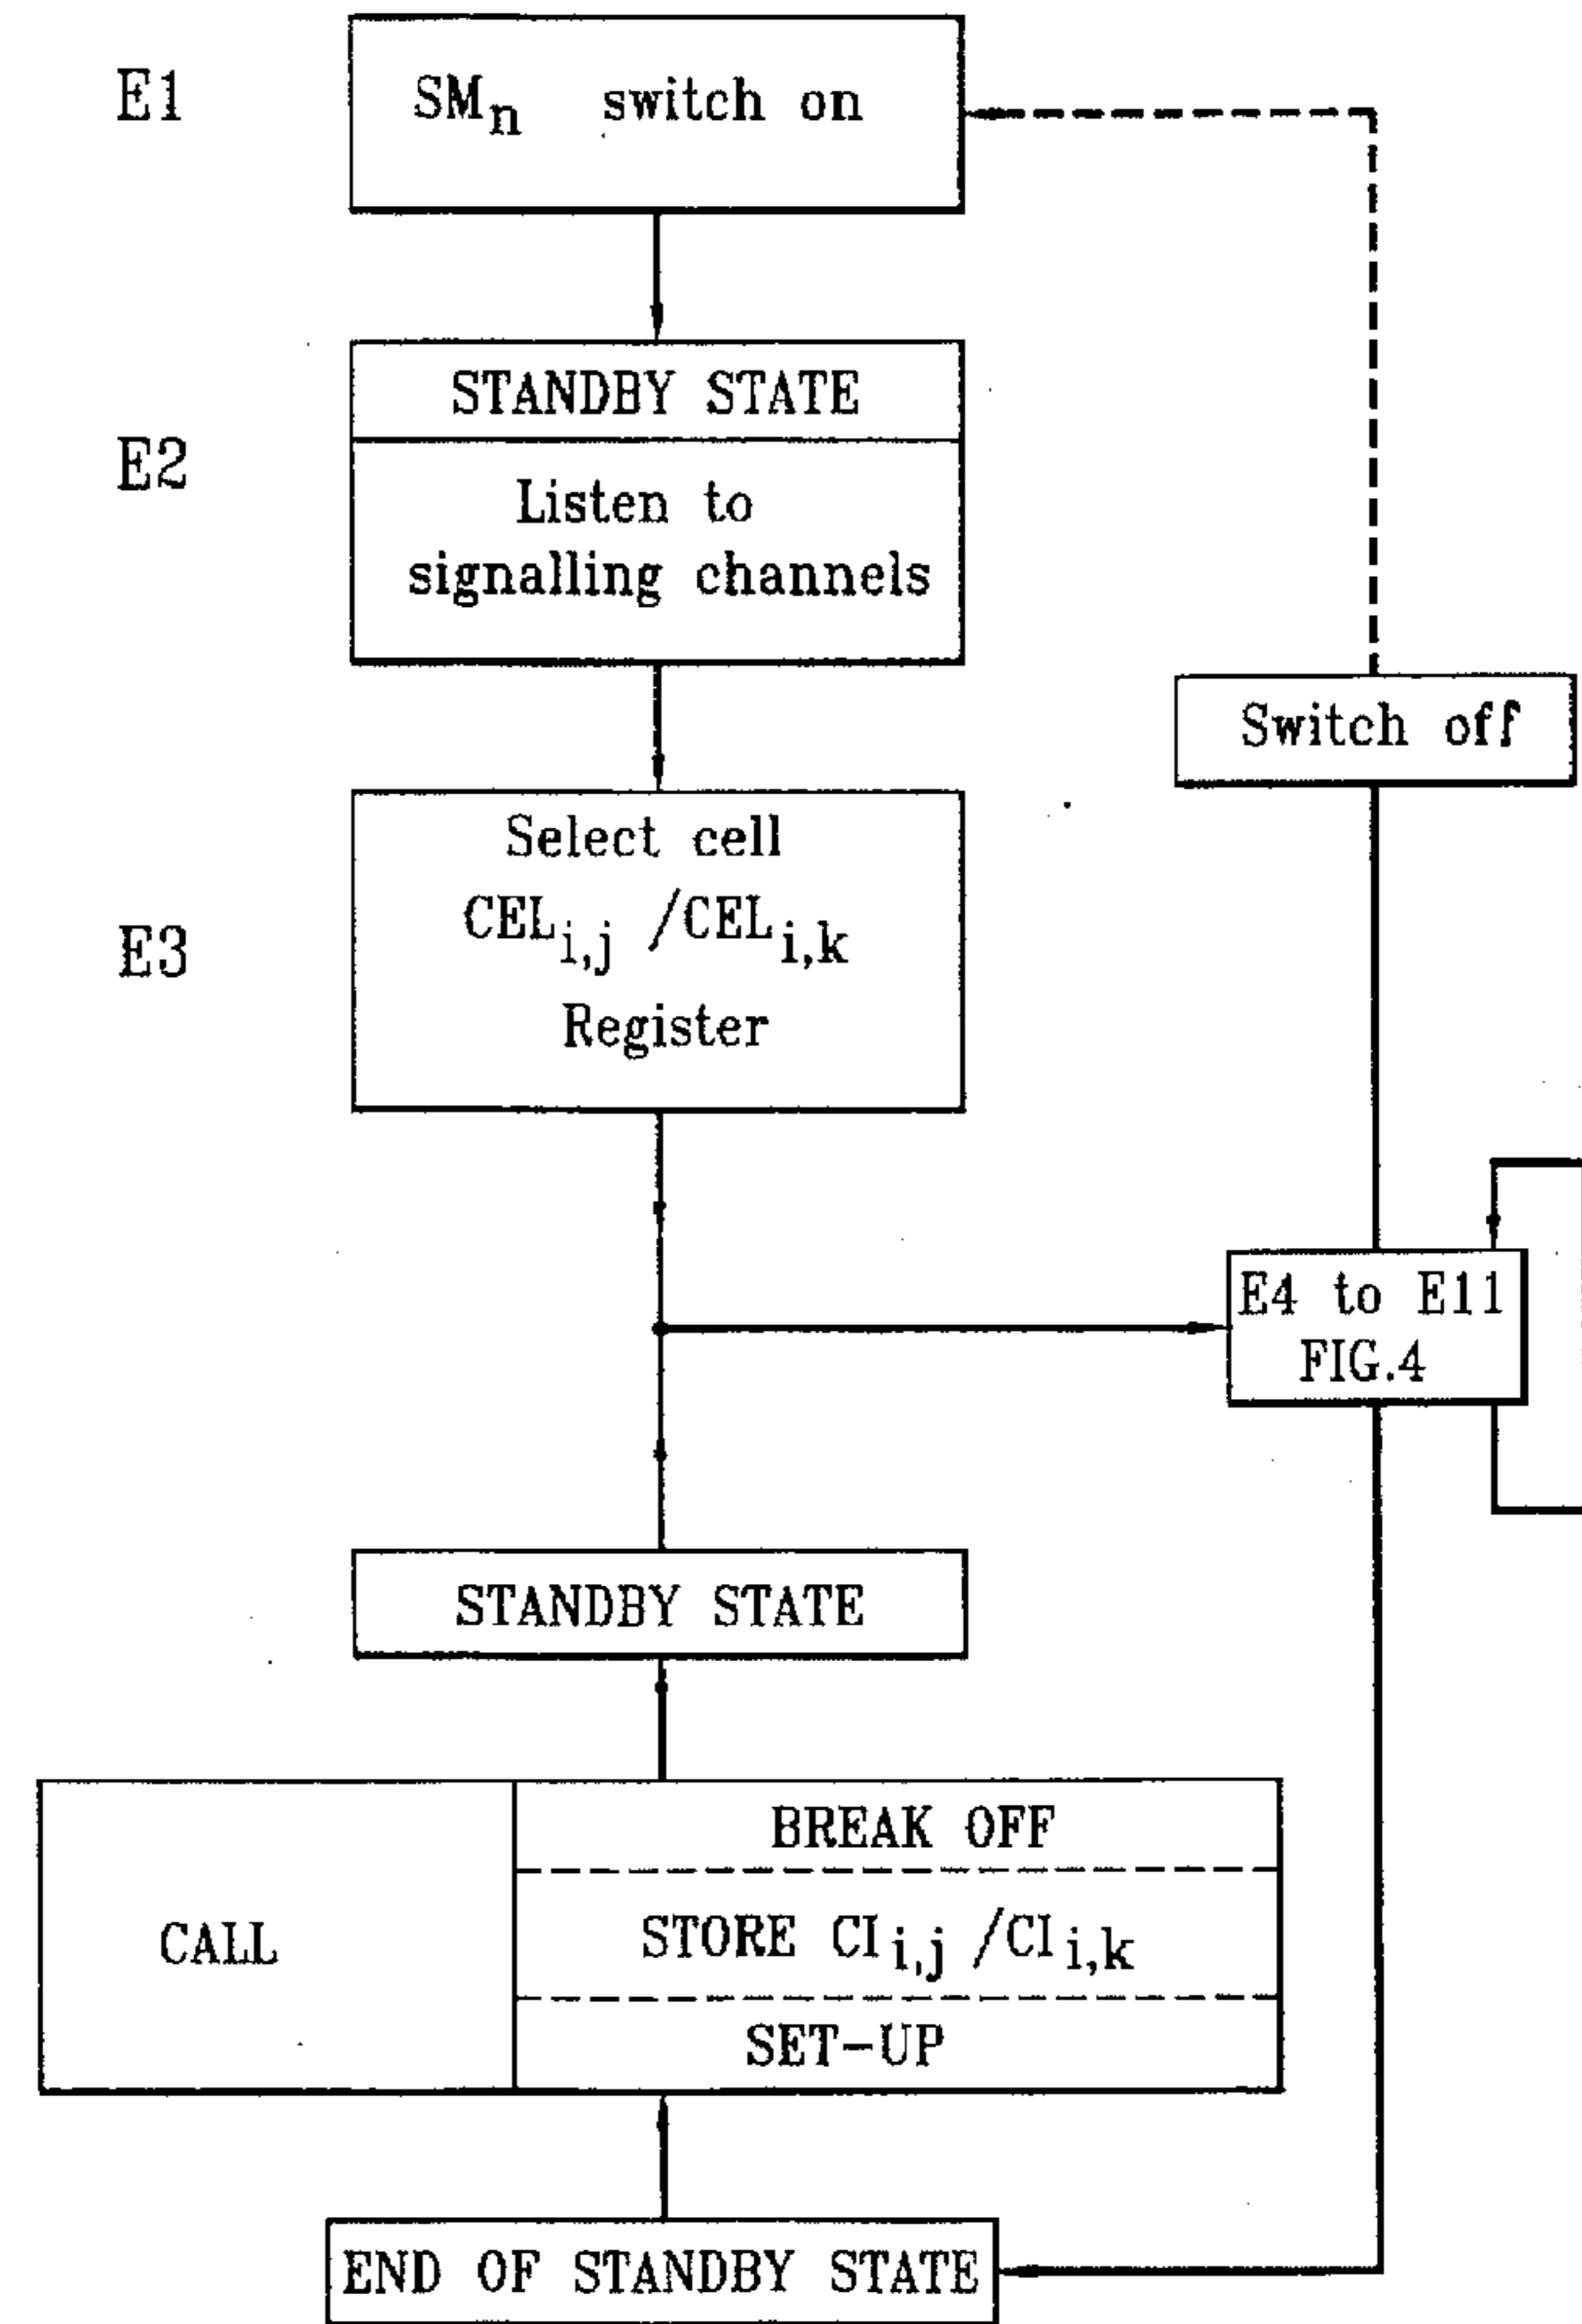 E1
SMn switch on
STANDBY STATE
E2
Listen to
signalling channels
Switch off
Select cell
CELi,j /CELi,k
E3
Register
E4 to E11
FIG.4
STANDBY STATE
BREAK OFF
CALL
STORE CIi,j /CIi,k
SET-UP
END OF STANDBY STATE